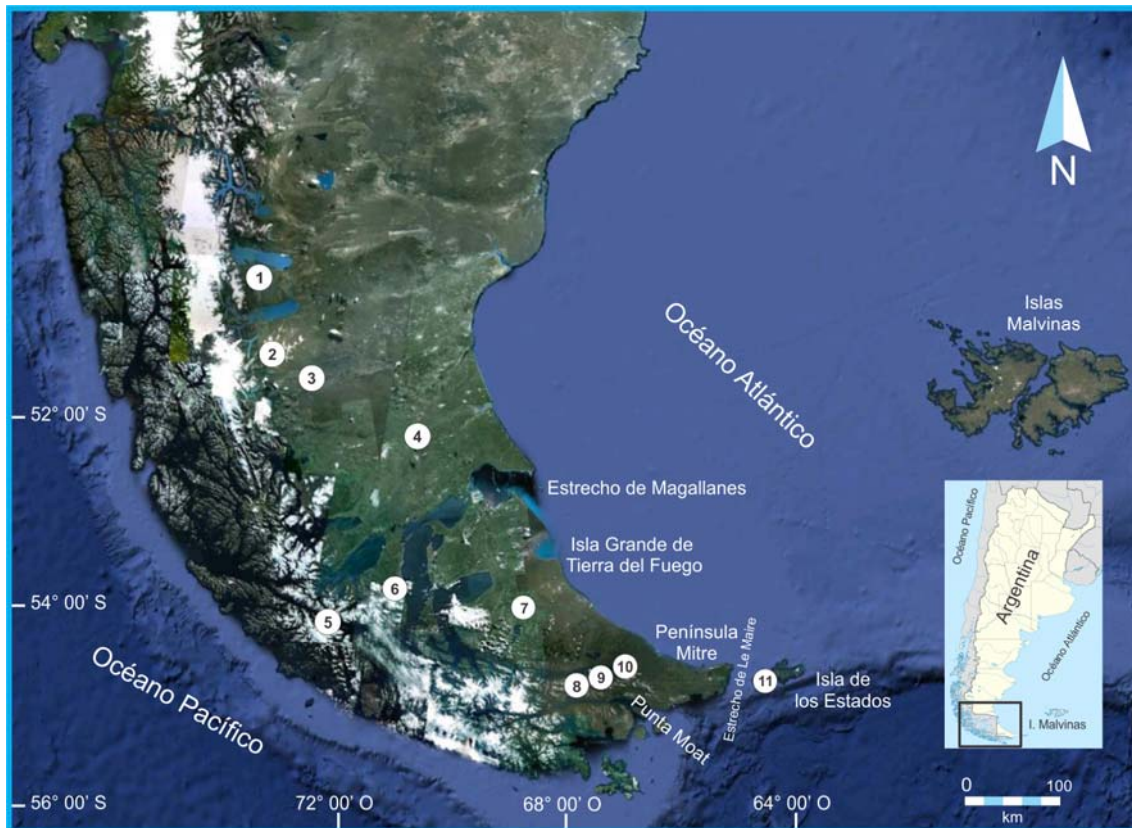 N
1
Islas
Malvinas
Océano Atlántico
2
3
52° 00' S
4
Estrecho de Magallanes
Isla Grande de
Tierra del Fuego
6
7
54° 00' S
5
Península
Mitre
Estrecho de Le Maire
8
9
10
11
Isla de
los Estados
Punta Moat
Océano Pacífico
Océano Pacífico
Argentina
Océano Atlántico
I. Malvinas
0 100
km
56° 00' S
72° 00' O
68° 00' O
64° 00' O